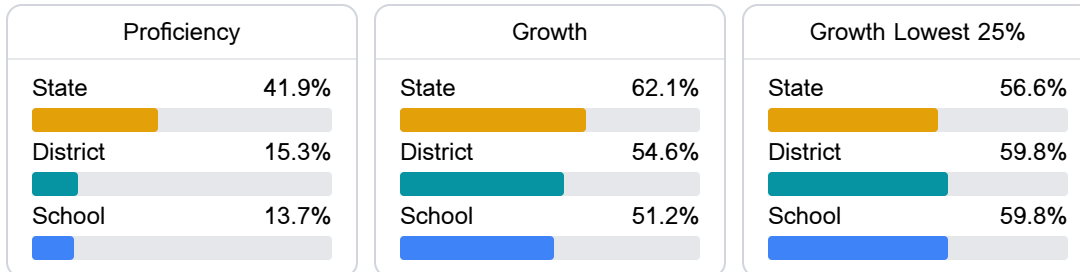 Proficiency
State 41.9%
District 15.3%
School 13.7%
Growth
State 62.1%
District 54.6%
School 51.2%
Growth Lowest 25%
State 56.6%
District 59.8%
School 59.8%